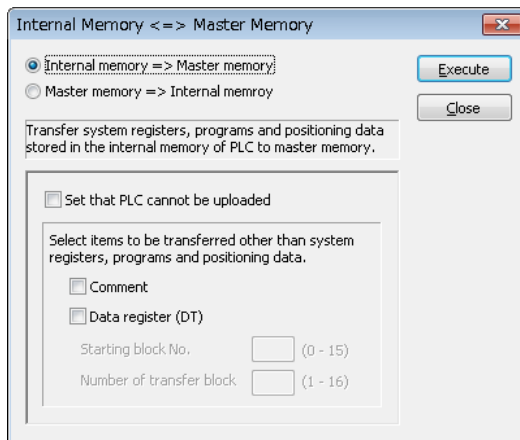 Internal Memory <=> Master Memory
Internal memory => Master memory
Master memory => Internal memroy
Execute
Close
Transfer system registers, programs and positioning data
stored in the internal memory of PLC to master memory.
Set that PLC cannot be uploaded
Select items to be transferred other than system
registers, programs and positioning data.
Comment
Data register (DT)
Starting block No. (0 - 15)
Number of transfer block (1 - 16)